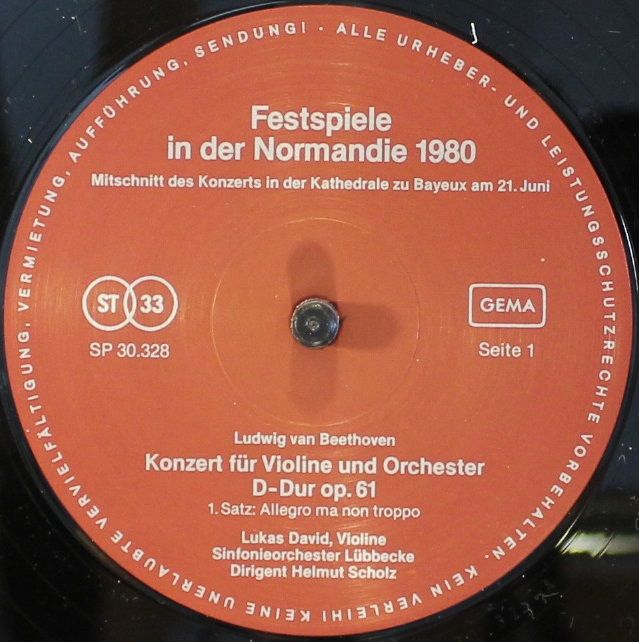 ALLE URHEBER- UND LEISTUNGSSCHUTZRECHTE VORBEHALTEN · KEIN VERLEIH! KEINE UNERLAUBTE VERVIELFÄLTIGUNG, VERMIETUNG, AUFFÜHRUNG, SENDUNG! ·
Festspiele
in der Normandie 1980
Mitschnitt des Konzerts in der Kathedrale zu Bayeux am 21. Juni
ST 33
GEMA
SP 30.328
Seite 1
Ludwig van Beethoven
Konzert für Violine und Orchester
D-Dur op. 61
1. Satz: Allegro ma non troppo
Lukas David, Violine
Sinfonieorchester Lübbecke
Dirigent Helmut Scholz